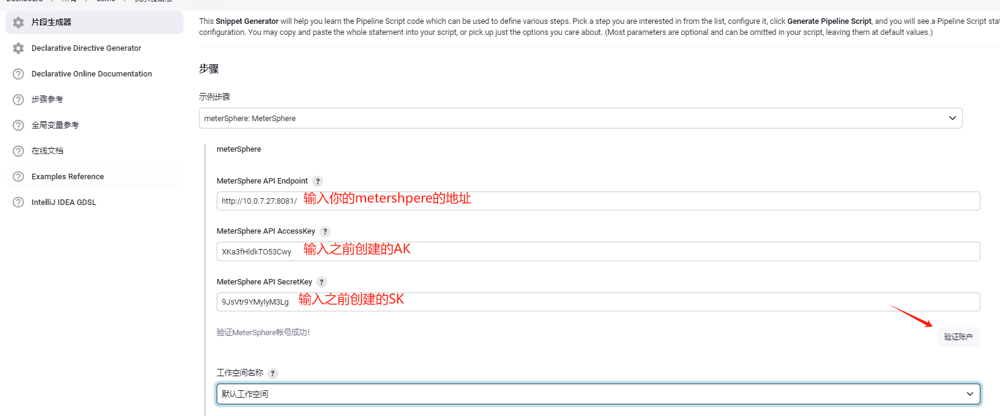 片段生成器
Declarative Directive Generator
Declarative Online Documentation
步骤参考
全局变量参考
在线文档
Examples Reference
IntelliJ IDEA GDSL
This Snippet Generator will help you learn the Pipeline Script code which can be used to define various steps. Pick a step you are interested in from the list, configure it, click Generate Pipeline Script, and you will see a Pipeline Script
configuration. You may copy and paste the whole statement into your script, or pick up just the options you care about. (Most parameters are optional and can be omitted in your script, leaving them at default values.)
步骤
示例步骤
meterSphere: MeterSphere
meterSphere
MeterSphere API Endpoint ?
http://10.0.7.27:8081/ 输入你的metershpere的地址
MeterSphere API AccessKey ?
XKa3fHldkTO53Cwy 输入之前创建的AK
MeterSphere API SecretKey ?
9JsVtr9YMylyM3Lg 输入之前创建的SK
验证MeterSphere帐号成功!
验证账户
工作空间名称 ?
默认工作空间